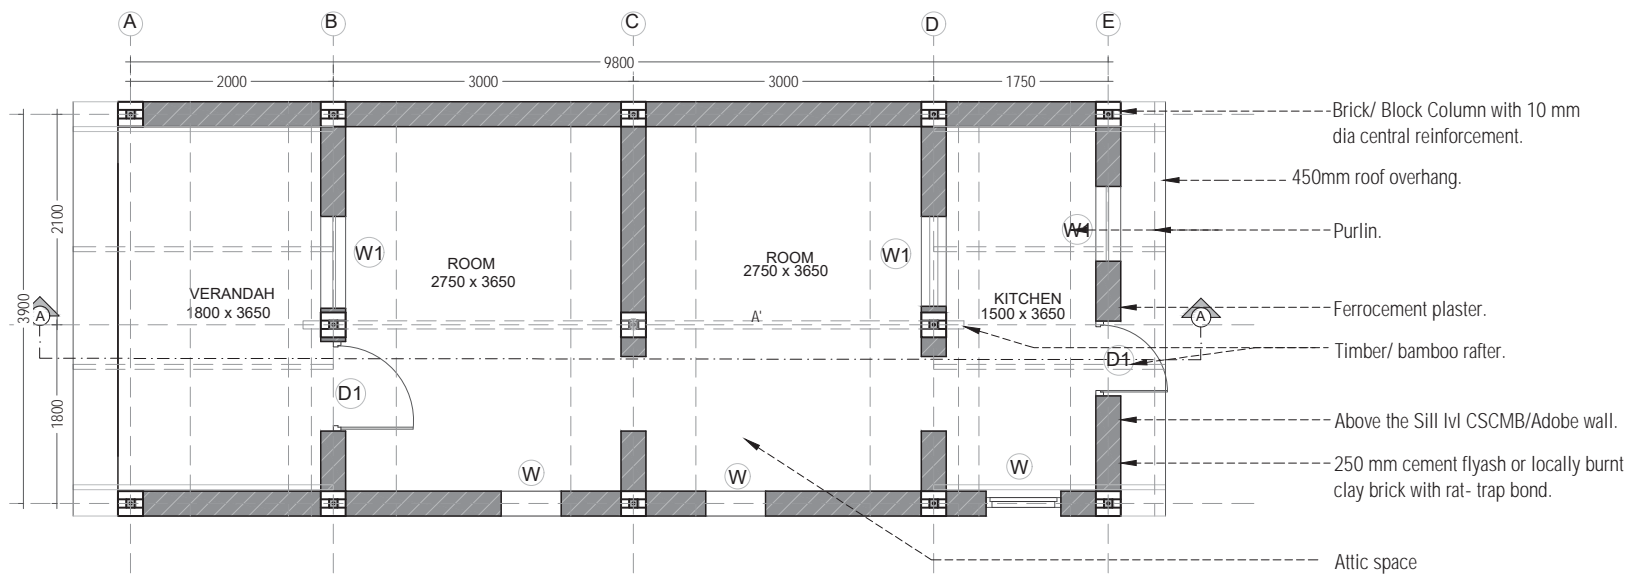 A B C D E
9800
2000 3000 3000 1750
Brick/ Block Column with 10 mm
dia central reinforcement.
450mm roof overhang.
2100
W1 W1 W1 Purlin.
ROOM
2750 x 3650
ROOM
2750 x 3650
VERANDAH
1800 x 3650
KITCHEN
1500 x 3650
3900
A A' A
Ferrocement plaster.
Timber/ bamboo rafter.
D1
D1
1800
Above the Sill lvl CSCMB/Adobe wall.
W W W
250 mm cement flyash or locally burnt
clay brick with rat- trap bond.
Attic space